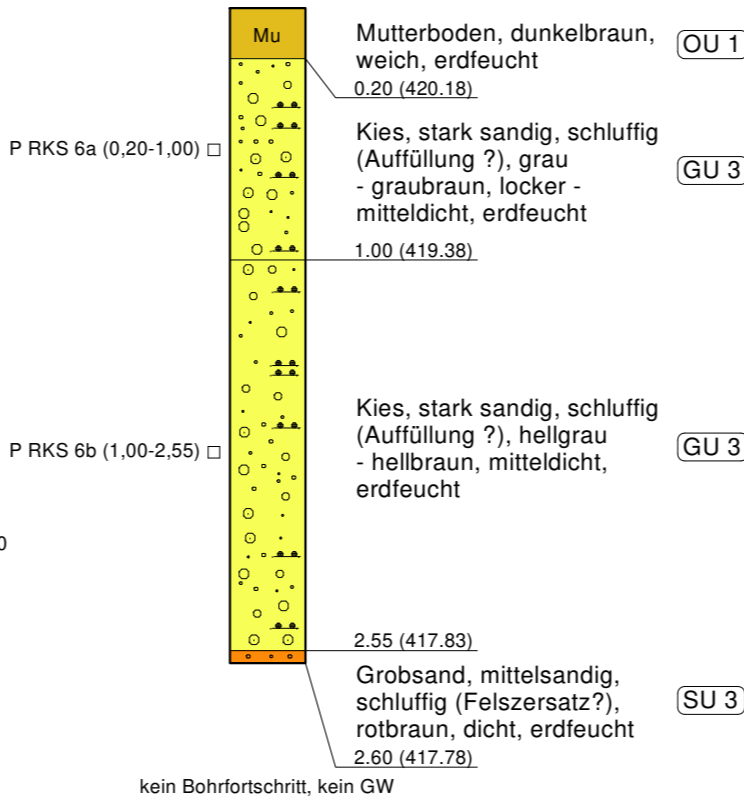 Mu
Mutterboden, dunkelbraun,
weich, erdfeucht
OU 1
0.20 (420.18)
P RKS 6a (0,20-1,00)
Kies, stark sandig, schluffig
(Auffüllung ?), grau
- graubraun, locker -
mitteldicht, erdfeucht
GU 3
1.00 (419.38)
P RKS 6b (1,00-2,55)
Kies, stark sandig, schluffig
(Auffüllung ?), hellgrau
- hellbraun, mitteldicht,
erdfeucht
GU 3
0
2.55 (417.83)
Grobsand, mittelsandig,
schluffig (Felszersatz?),
rotbraun, dicht, erdfeucht
SU 3
2.60 (417.78)
kein Bohrfortschritt, kein GW